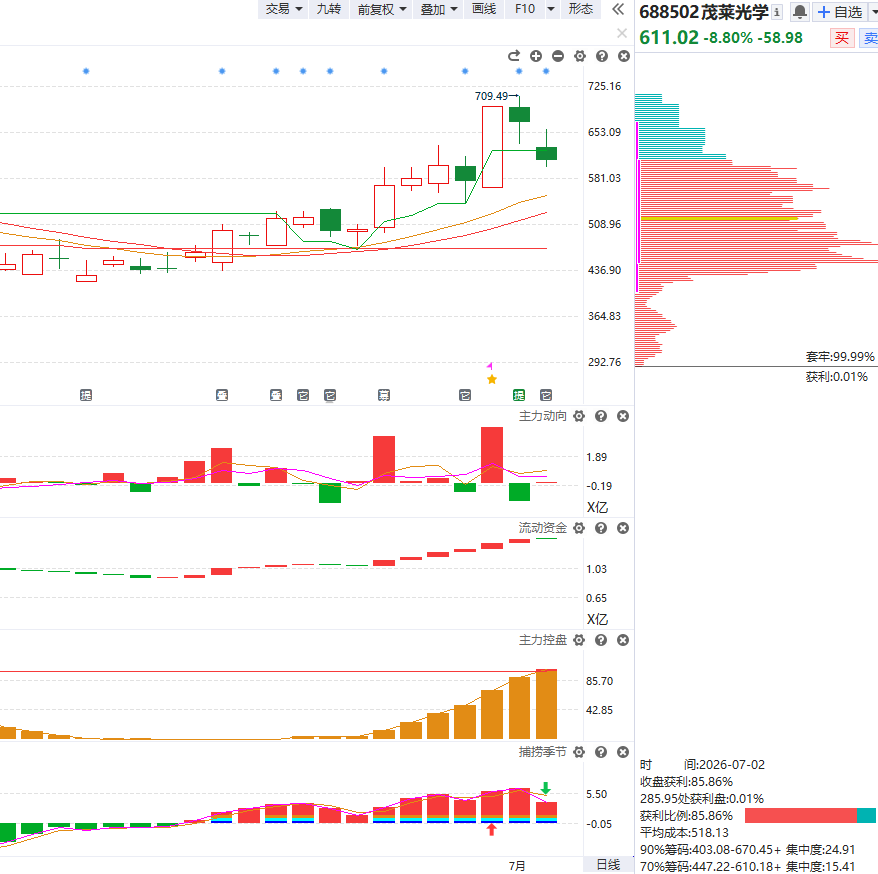 交易 九转 前复权 叠加 画线 F10 形态
688502茂莱光学 自选
611.02 -8.80% -58.98 买 卖
709.49→
725.16
653.09
581.03
508.96
436.90
364.83
292.76
套牢:99.99%
获利:0.01%
主力动向
1.89
-0.19
X亿
流动资金
1.03
0.65
X亿
主力控盘
85.70
42.85
捕捞季节
5.50
-0.05
7月 日线
时 间:2026-07-02
收盘获利:85.86%
285.95处获利盘:0.01%
获利比例:85.86%
平均成本:518.13
90%筹码:403.08-670.45+ 集中度:24.91
70%筹码:447.22-610.18+ 集中度:15.41